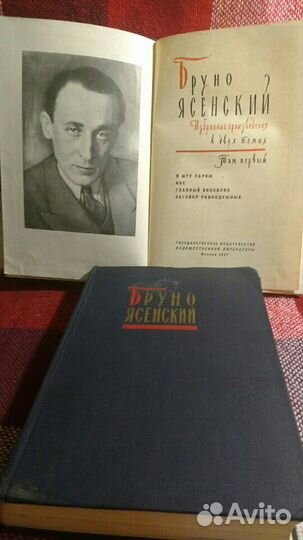 Бруно
Ясенский
Избранные произведения
в двух томах
Том первый
Я ЖГУ ПАРИЖ
НОС
ГЛАВНЫЙ ВИНОВНИК
ЗАГОВОР РАВНОДУШНЫХ
ГОСУДАРСТВЕННОЕ ИЗДАТЕЛЬСТВО
ХУДОЖЕСТВЕННОЙ ЛИТЕРАТУРЫ
Москва 1957
Бруно
ЯСЕНСКИЙ
Avito